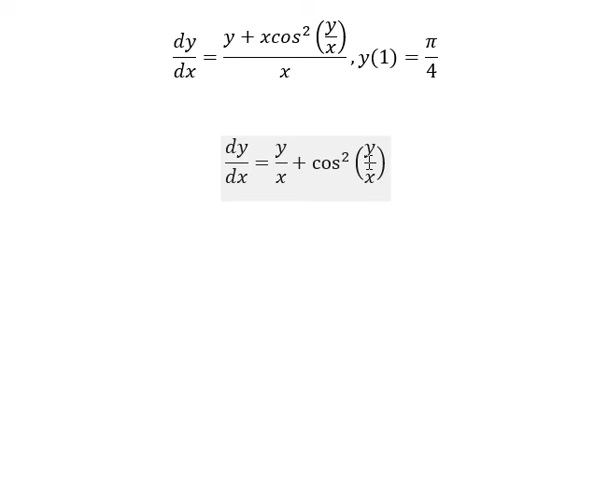 dy/dx = (y + xcos²(y/x))/x , y(1) = π/4
dy/dx = y/x + cos²(y/x)